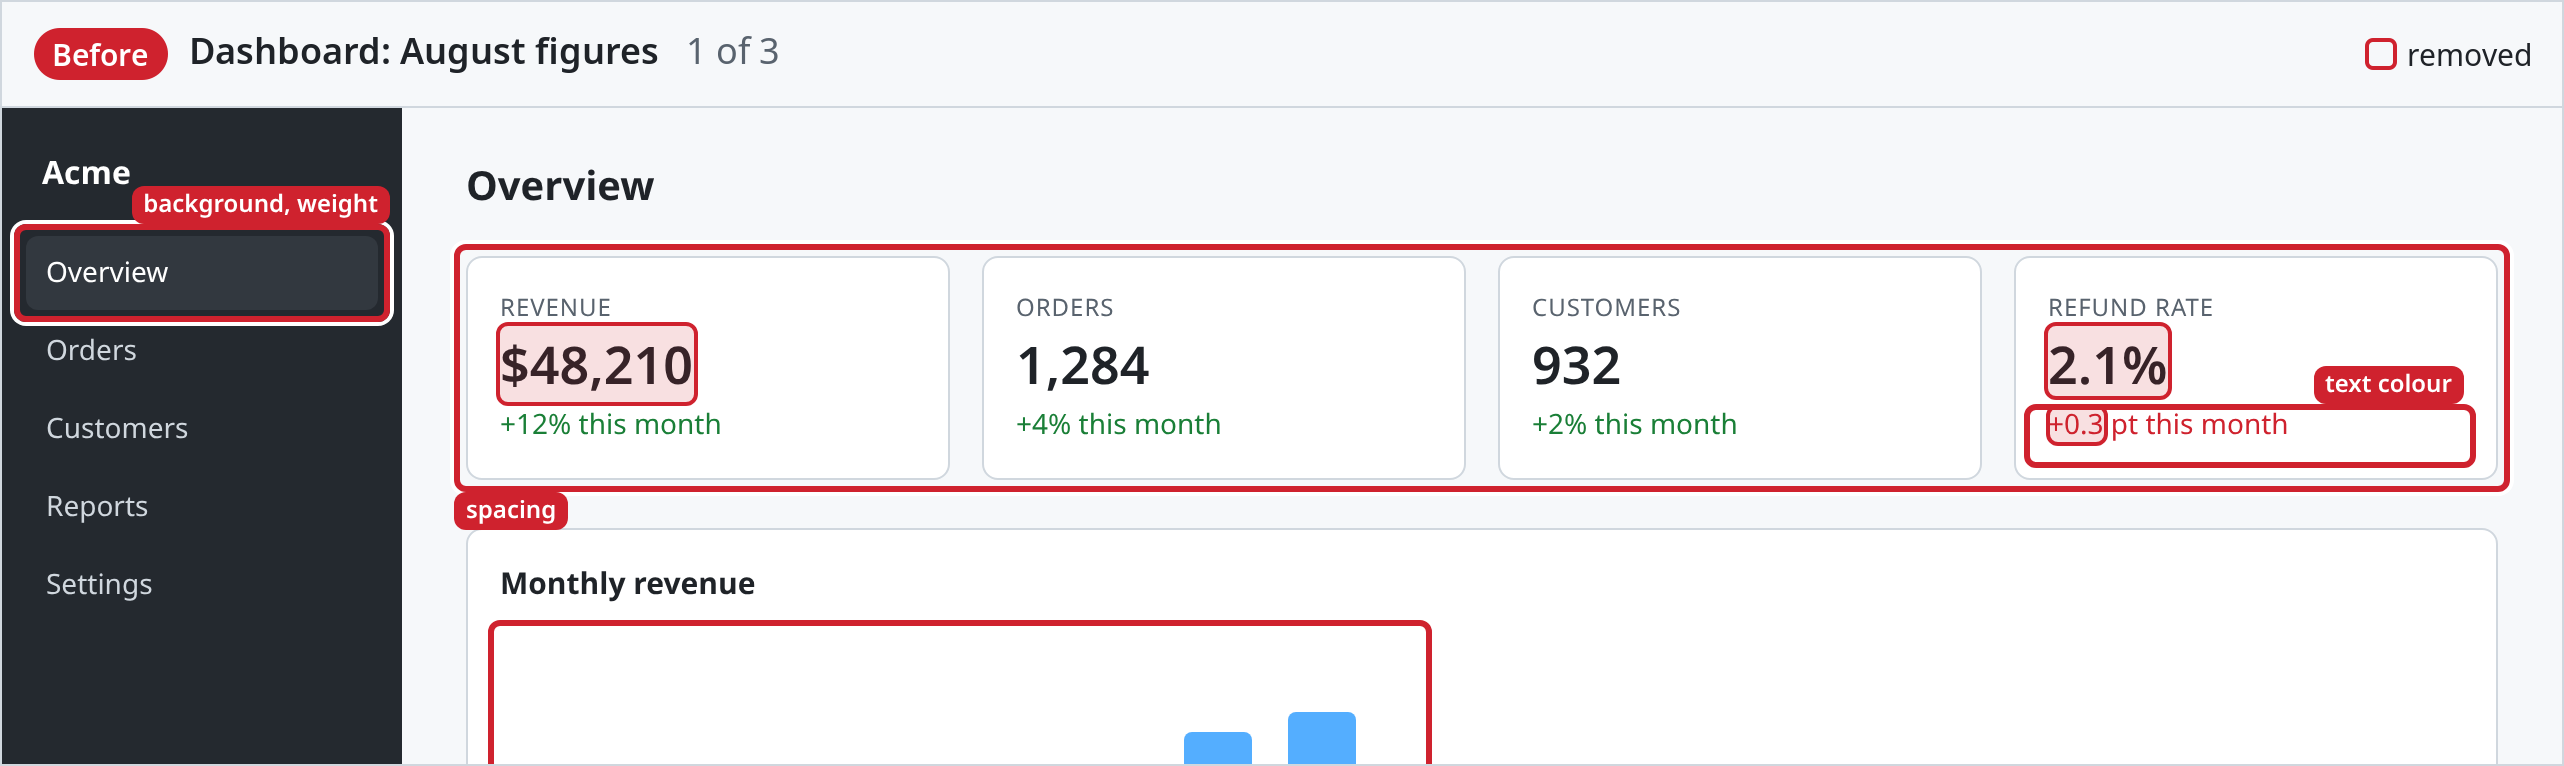 Before Dashboard: August figures 1 of 3 removed
Acme
background, weight
Overview
Orders
Customers
Reports
Settings
Overview
REVENUE
$48,210
+12% this month
ORDERS
1,284
+4% this month
CUSTOMERS
932
+2% this month
REFUND RATE
2.1%
text colour
+0.3 pt this month
spacing
Monthly revenue